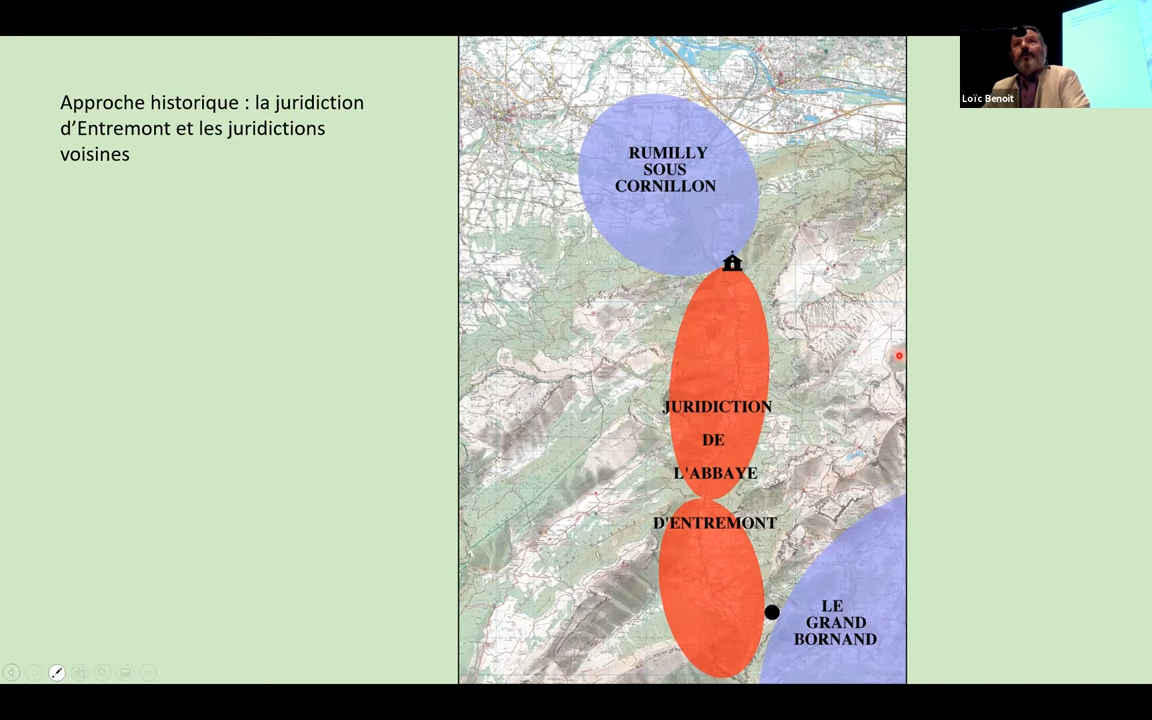 Approche historique : la juridiction
d’Entremont et les juridictions
voisines
RUMILLY
SOUS
CORNILLON
JURIDICTION
DE
L'ABBAYE
D'ENTREMONT
LE
GRAND
BORNAND
Loïc Benoit